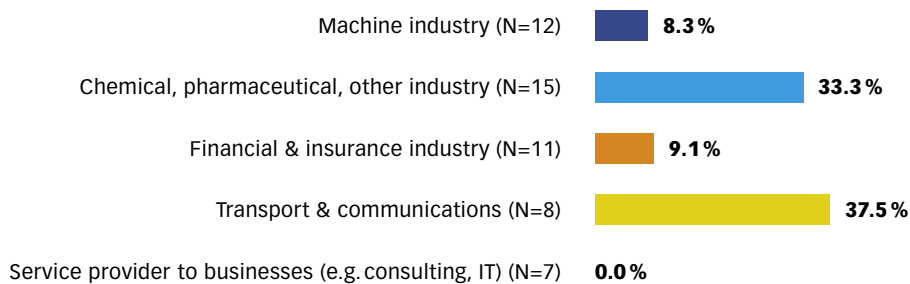 Machine industry (N=12) 8.3%
Chemical, pharmaceutical, other industry (N=15) 33.3%
Financial & insurance industry (N=11) 9.1%
Transport & communications (N=8) 37.5%
Service provider to businesses (e.g. consulting, IT) (N=7) 0.0%